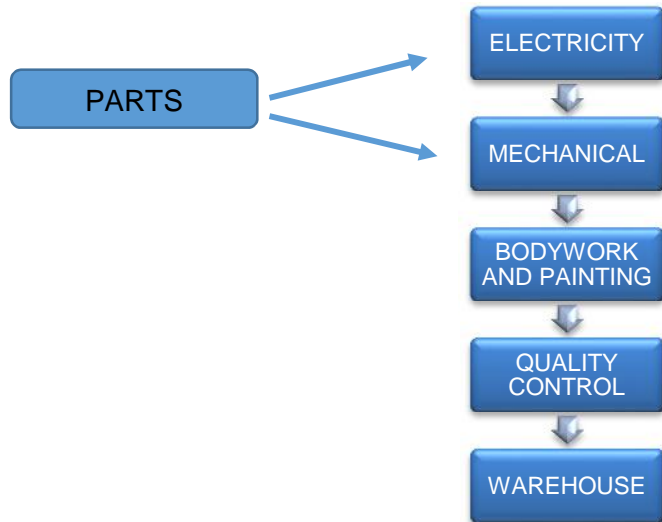 PARTS
ELECTRICITY
MECHANICAL
BODYWORK
AND PAINTING
QUALITY
CONTROL
WAREHOUSE